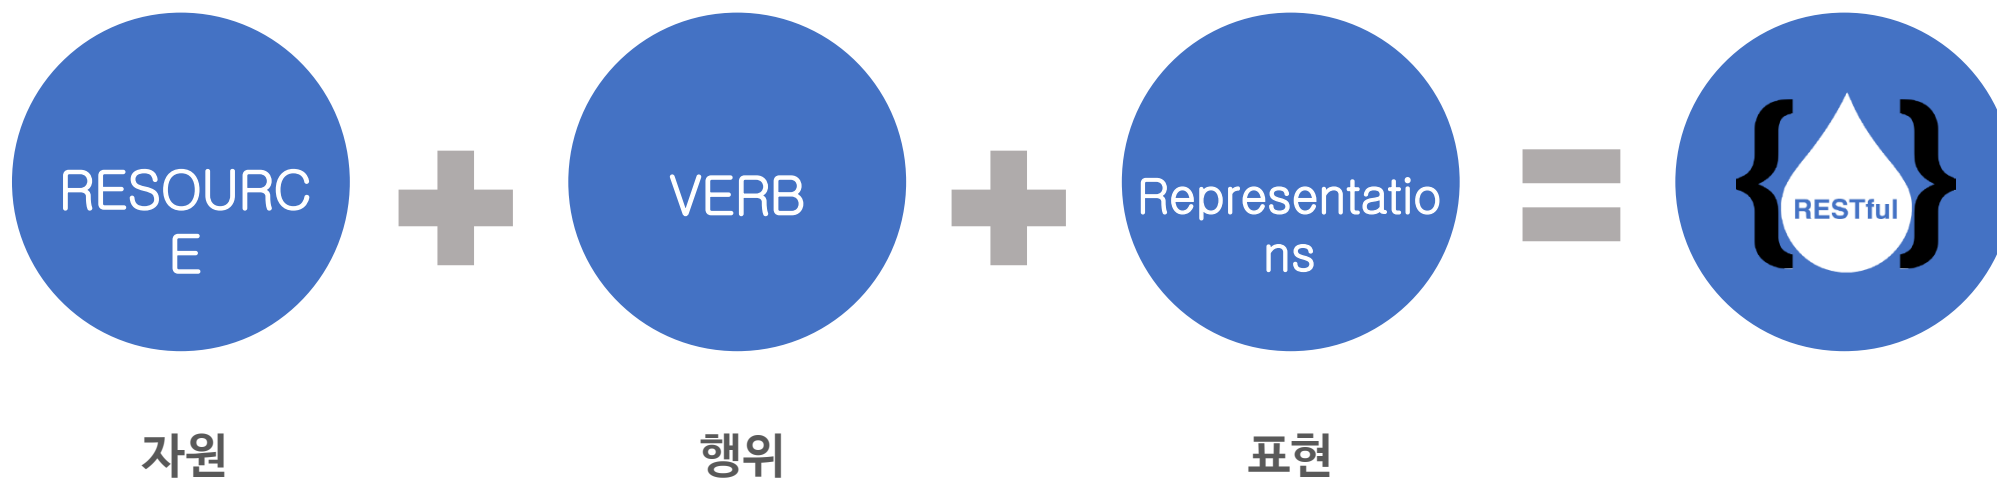 RESOURC
E
VERB
Representatio
ns
{ RESTful }
자원
행위
표현